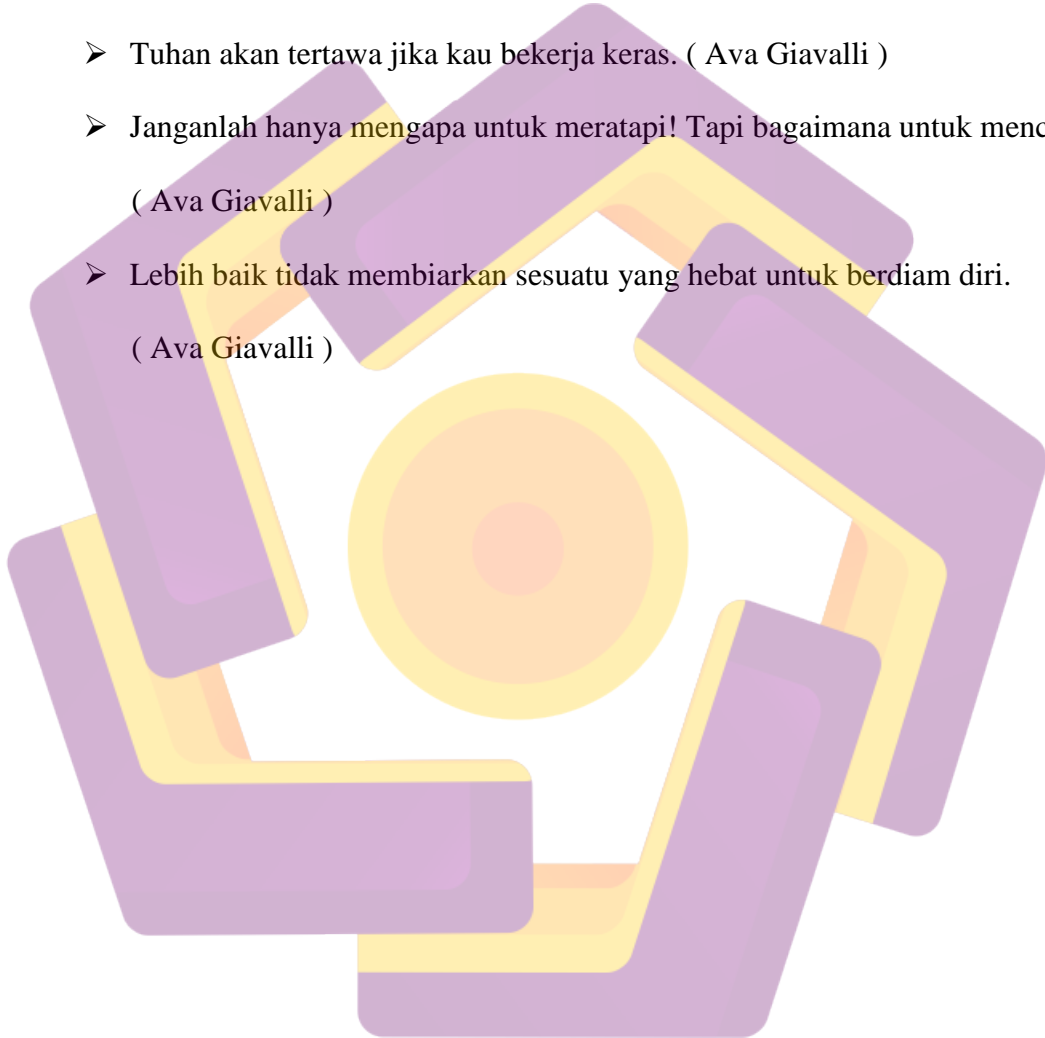 ➢ Tuhan akan tertawa jika kau bekerja keras. ( Ava Giavalli )
➢ Janganlah hanya mengapa untuk meratapi! Tapi bagaimana untuk
( Ava Giavalli )
➢ Lebih baik tidak membiarkan sesuatu yang hebat untuk berdiam diri.
( Ava Giavalli )